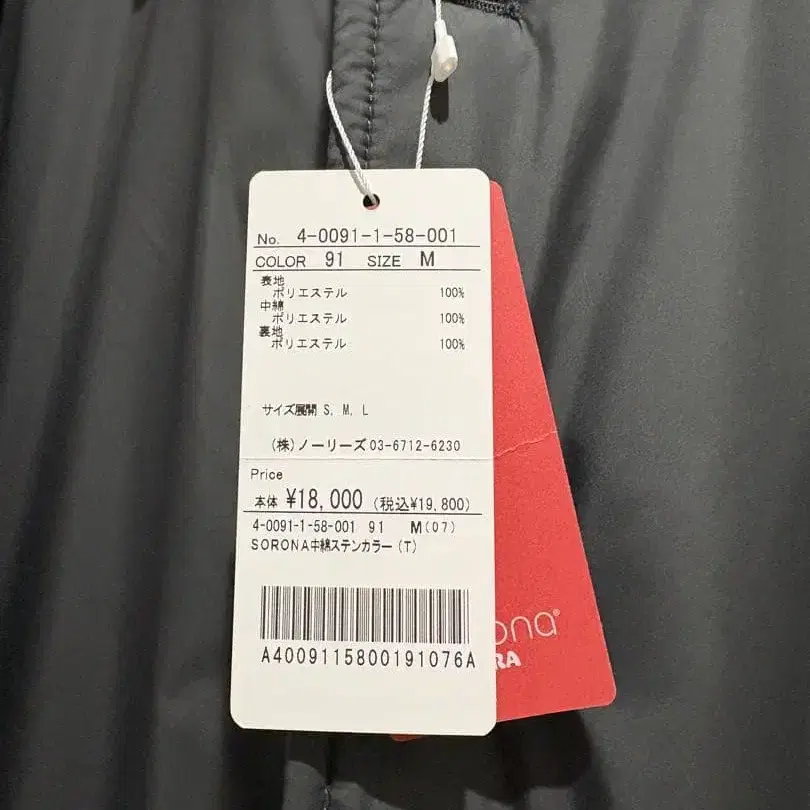 No. 4-0091-1-58-001
COLOR 91 SIZE M
表地
ポリエステル 100%
中綿
ポリエステル 100%
裏地
ポリエステル 100%
サイズ展開 S, M, L
(株)ノーリーズ 03-6712-6230
Price
本体 ¥18,000 (税込¥19,800)
4-0091-1-58-001 91 M(07)
SORONA中綿ステンカラー(T)
A4009115800191076A
ona®
RA